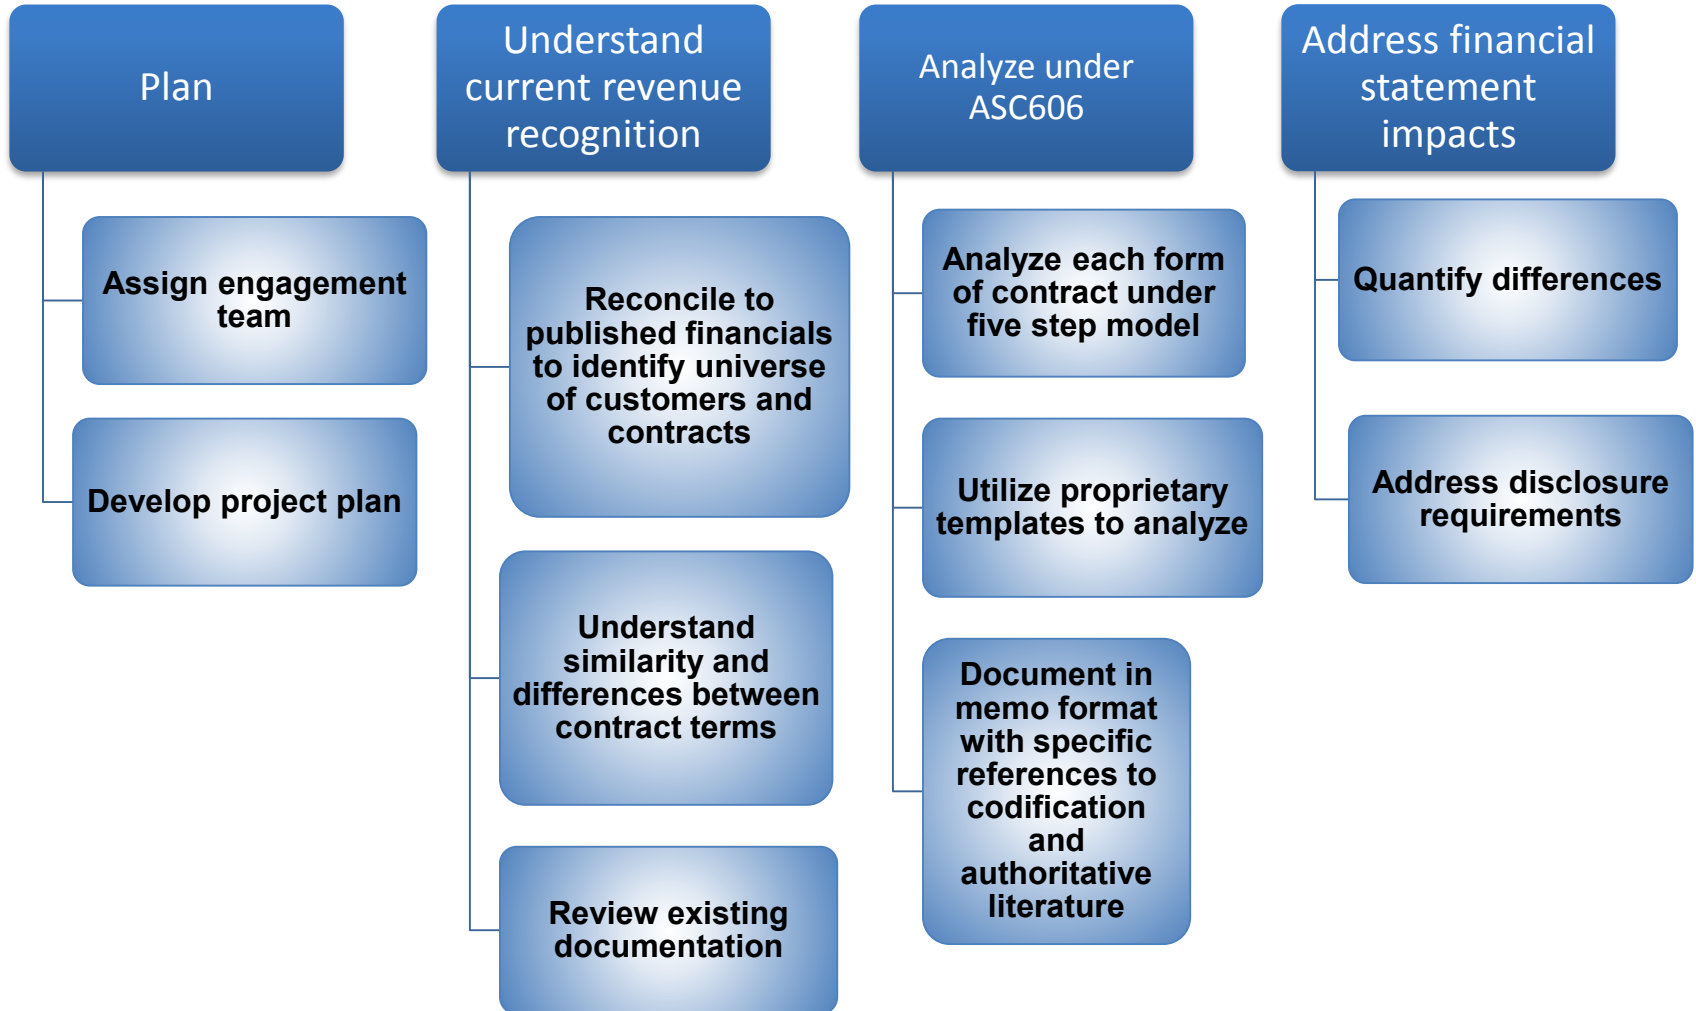 Plan
Assign engagement
team
Develop project plan
Understand
current revenue
recognition
Reconcile to
published financials
to identify universe
of customers and
contracts
Understand
similarity and
differences between
contract terms
Review existing
documentation
Analyze under
ASC606
Analyze each form
of contract under
five step model
Utilize proprietary
templates to analyze
Document in
memo format
with specific
references to
codification
and
authoritative
literature
Address financial
statement
impacts
Quantify differences
Address disclosure
requirements